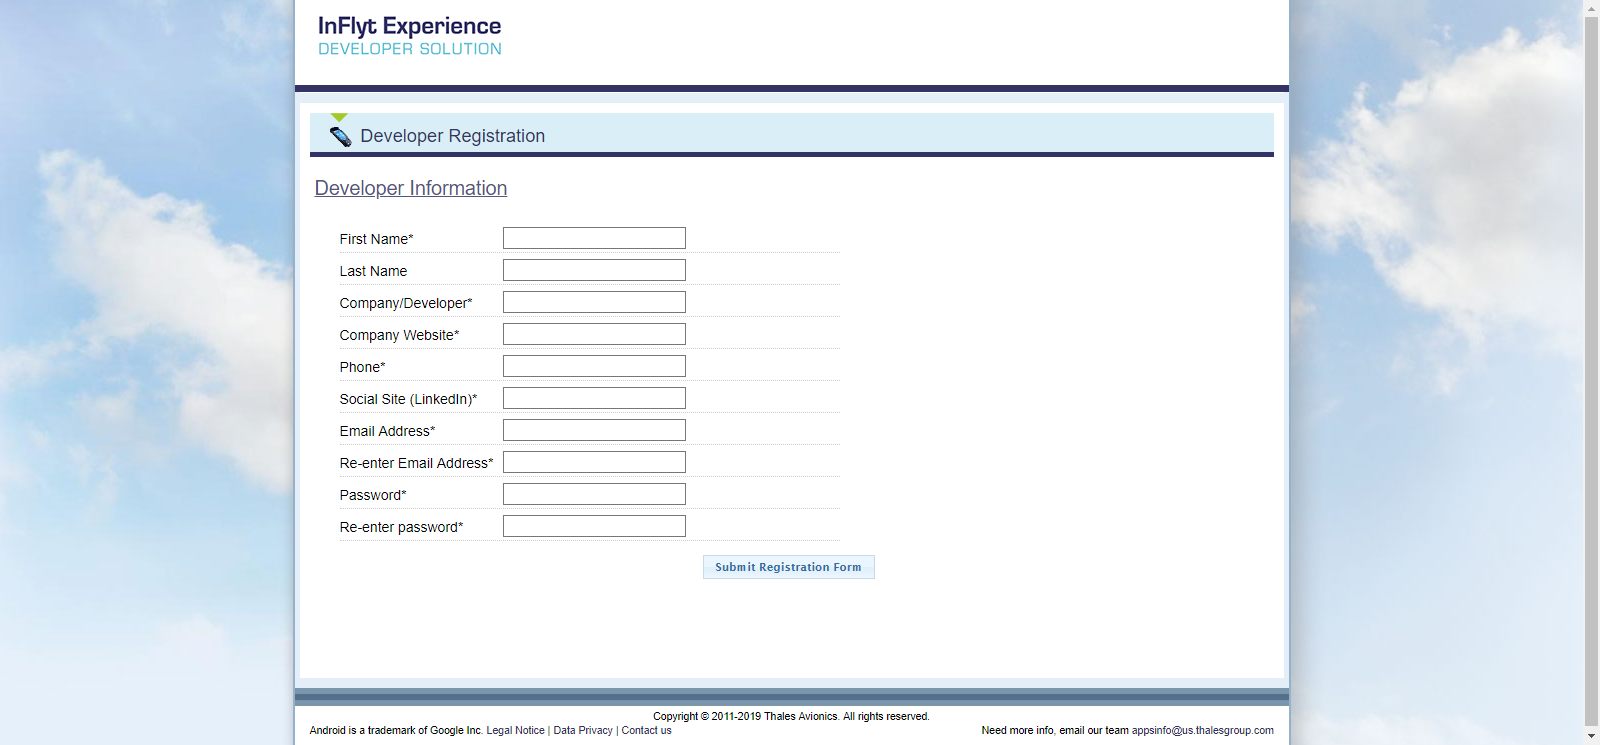 InFlyt Experience
DEVELOPER SOLUTION
Developer Registration
Developer Information
First Name*
Last Name
Company/Developer*
Company Website*
Phone*
Social Site (LinkedIn)*
Email Address*
Re-enter Email Address*
Password*
Re-enter password*
Submit Registration Form
Copyright © 2011-2019 Thales Avionics. All rights reserved.
Android is a trademark of Google Inc. Legal Notice | Data Privacy | Contact us Need more info, email our team appsinfo@us.thalesgroup.com